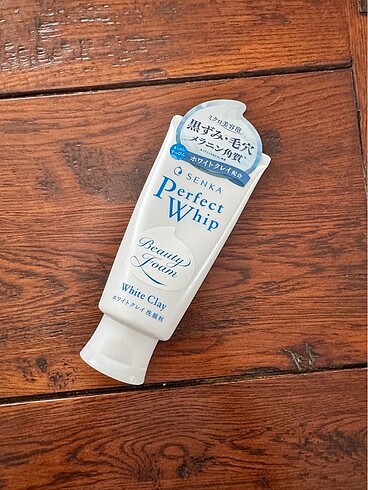 ミクロ美容泡で
黒ずみ・毛穴
メラニン角質
ホワイトクレイ配合
SENKA
Perfect
Whip
Beauty
Foam
White Clay
ホワイトクレイ 洗顔料